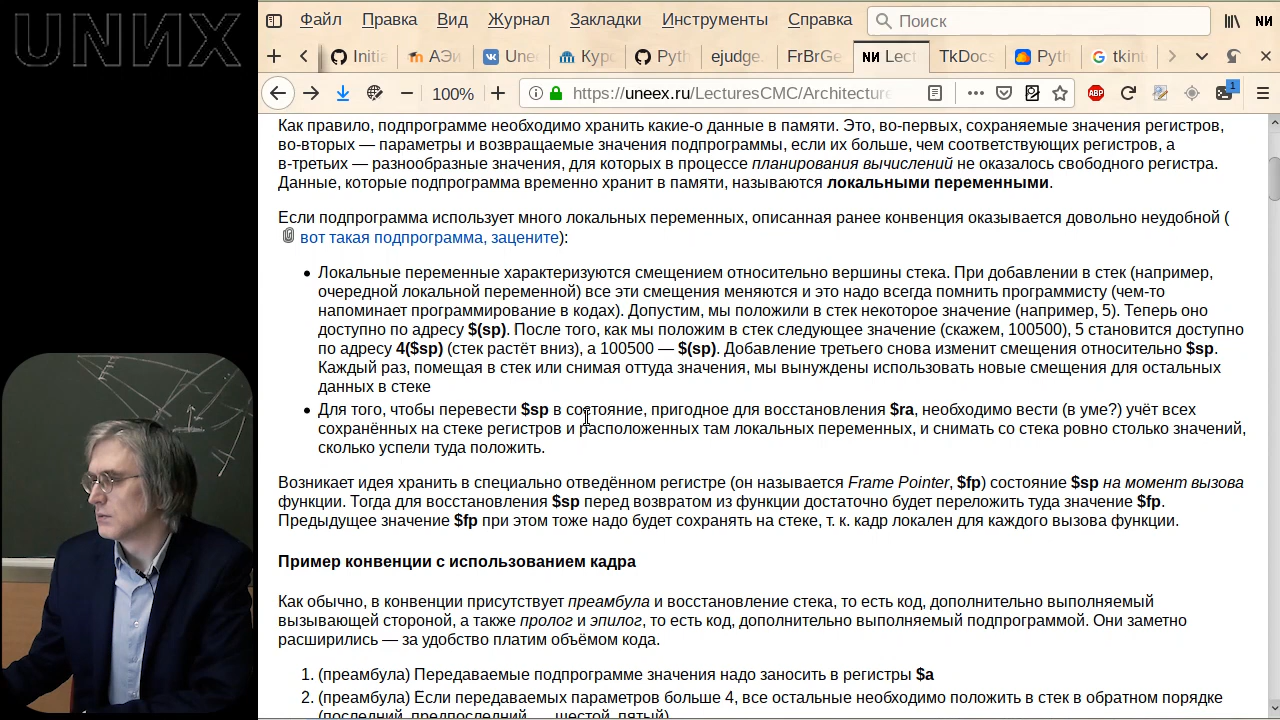 UNИX
Файл Правка Вид Журнал Закладки Инструменты Справка Поиск NИ
Initia АЭи Unee Курс Pyth ejudge. FrBrGe NИ Lect TkDocs Pyth tkint
100% https://uneex.ru/LecturesCMC/Architecture ABP 1
Как правило, подпрограмме необходимо хранить какие-о данные в памяти. Это, во-первых, сохраняемые значения регистров,
во-вторых — параметры и возвращаемые значения подпрограммы, если их больше, чем соответствующих регистров, а
в-третьих — разнообразные значения, для которых в процессе планирования вычислений не оказалось свободного регистра.
Данные, которые подпрограмма временно хранит в памяти, называются локальными переменными.
Если подпрограмма использует много локальных переменных, описанная ранее конвенция оказывается довольно неудобной (
вот такая подпрограмма, зацените):
• Локальные переменные характеризуются смещением относительно вершины стека. При добавлении в стек (например,
очередной локальной переменной) все эти смещения меняются и это надо всегда помнить программисту (чем-то
напоминает программирование в кодах). Допустим, мы положили в стек некоторое значение (например, 5). Теперь оно
доступно по адресу $(sp). После того, как мы положим в стек следующее значение (скажем, 100500), 5 становится доступно
по адресу 4($sp) (стек растёт вниз), а 100500 — $(sp). Добавление третьего снова изменит смещения относительно $sp.
Каждый раз, помещая в стек или снимая оттуда значения, мы вынуждены использовать новые смещения для остальных
данных в стеке
• Для того, чтобы перевести $sp в состояние, пригодное для восстановления $ra, необходимо вести (в уме?) учёт всех
сохранённых на стеке регистров и расположенных там локальных переменных, и снимать со стека ровно столько значений,
сколько успели туда положить.
Возникает идея хранить в специально отведённом регистре (он называется Frame Pointer, $fp) состояние $sp на момент вызова
функции. Тогда для восстановления $sp перед возвратом из функции достаточно будет переложить туда значение $fp.
Предыдущее значение $fp при этом тоже надо будет сохранять на стеке, т. к. кадр локален для каждого вызова функции.
Пример конвенции с использованием кадра
Как обычно, в конвенции присутствует преамбула и восстановление стека, то есть код, дополнительно выполняемый
вызывающей стороной, а также пролог и эпилог, то есть код, дополнительно выполняемый подпрограммой. Они заметно
расширились — за удобство платим объёмом кода.
1. (преамбула) Передаваемые подпрограмме значения надо заносить в регистры $a
2. (преамбула) Если передаваемых параметров больше 4, все остальные необходимо положить в стек в обратном порядке
(последний, предпоследний, … шестой, пятый)